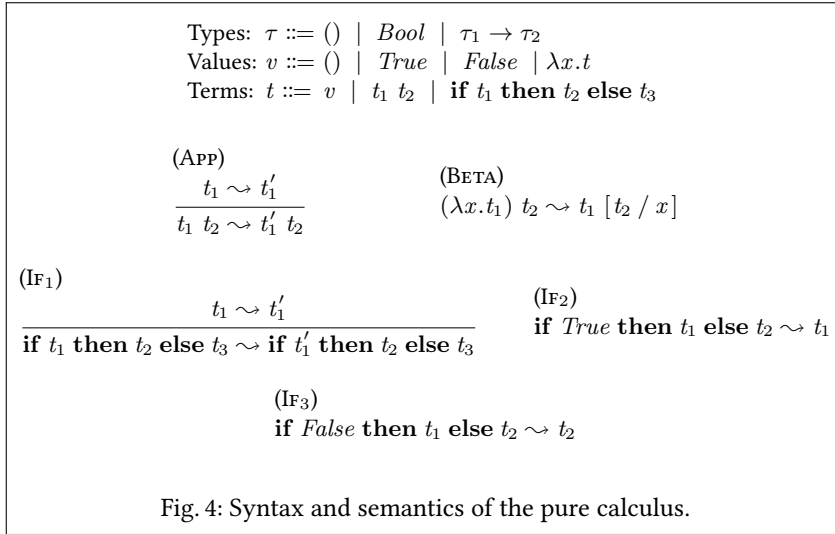 Types: τ ::= () | Bool | τ₁ → τ₂
Values: v ::= () | True | False | λx.t
Terms: t ::= v | t₁ t₂ | if t₁ then t₂ else t₃
(App)
t₁ ⇝ t₁′
t₁ t₂ ⇝ t₁′ t₂
(Beta)
(λx.t₁) t₂ ⇝ t₁ [ t₂ / x ]
(If₁)
t₁ ⇝ t₁′
if t₁ then t₂ else t₃ ⇝ if t₁′ then t₂ else t₃
(If₂)
if True then t₁ else t₂ ⇝ t₁
(If₃)
if False then t₁ else t₂ ⇝ t₂
Fig. 4: Syntax and semantics of the pure calculus.